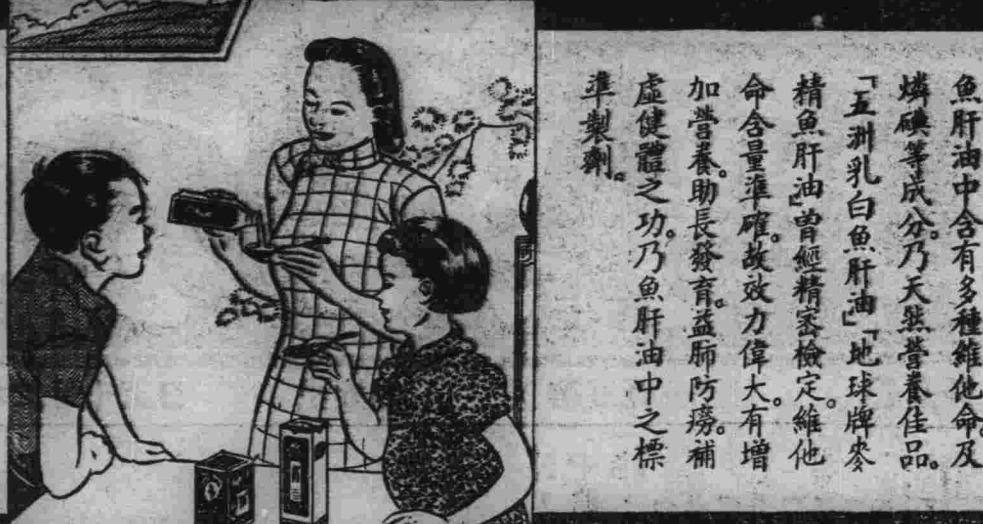 魚肝油中含有多種維他命。及
燐碘等成分。乃天然營養佳品。
「五洲乳白魚肝油」「地球牌麥
精魚肝油」曾經精密檢定。維他
命含量準確。故效力偉大。有增
加營養。助長發育。益肺防癆。補
虛健體之功。乃魚肝油中之標
準製劑。